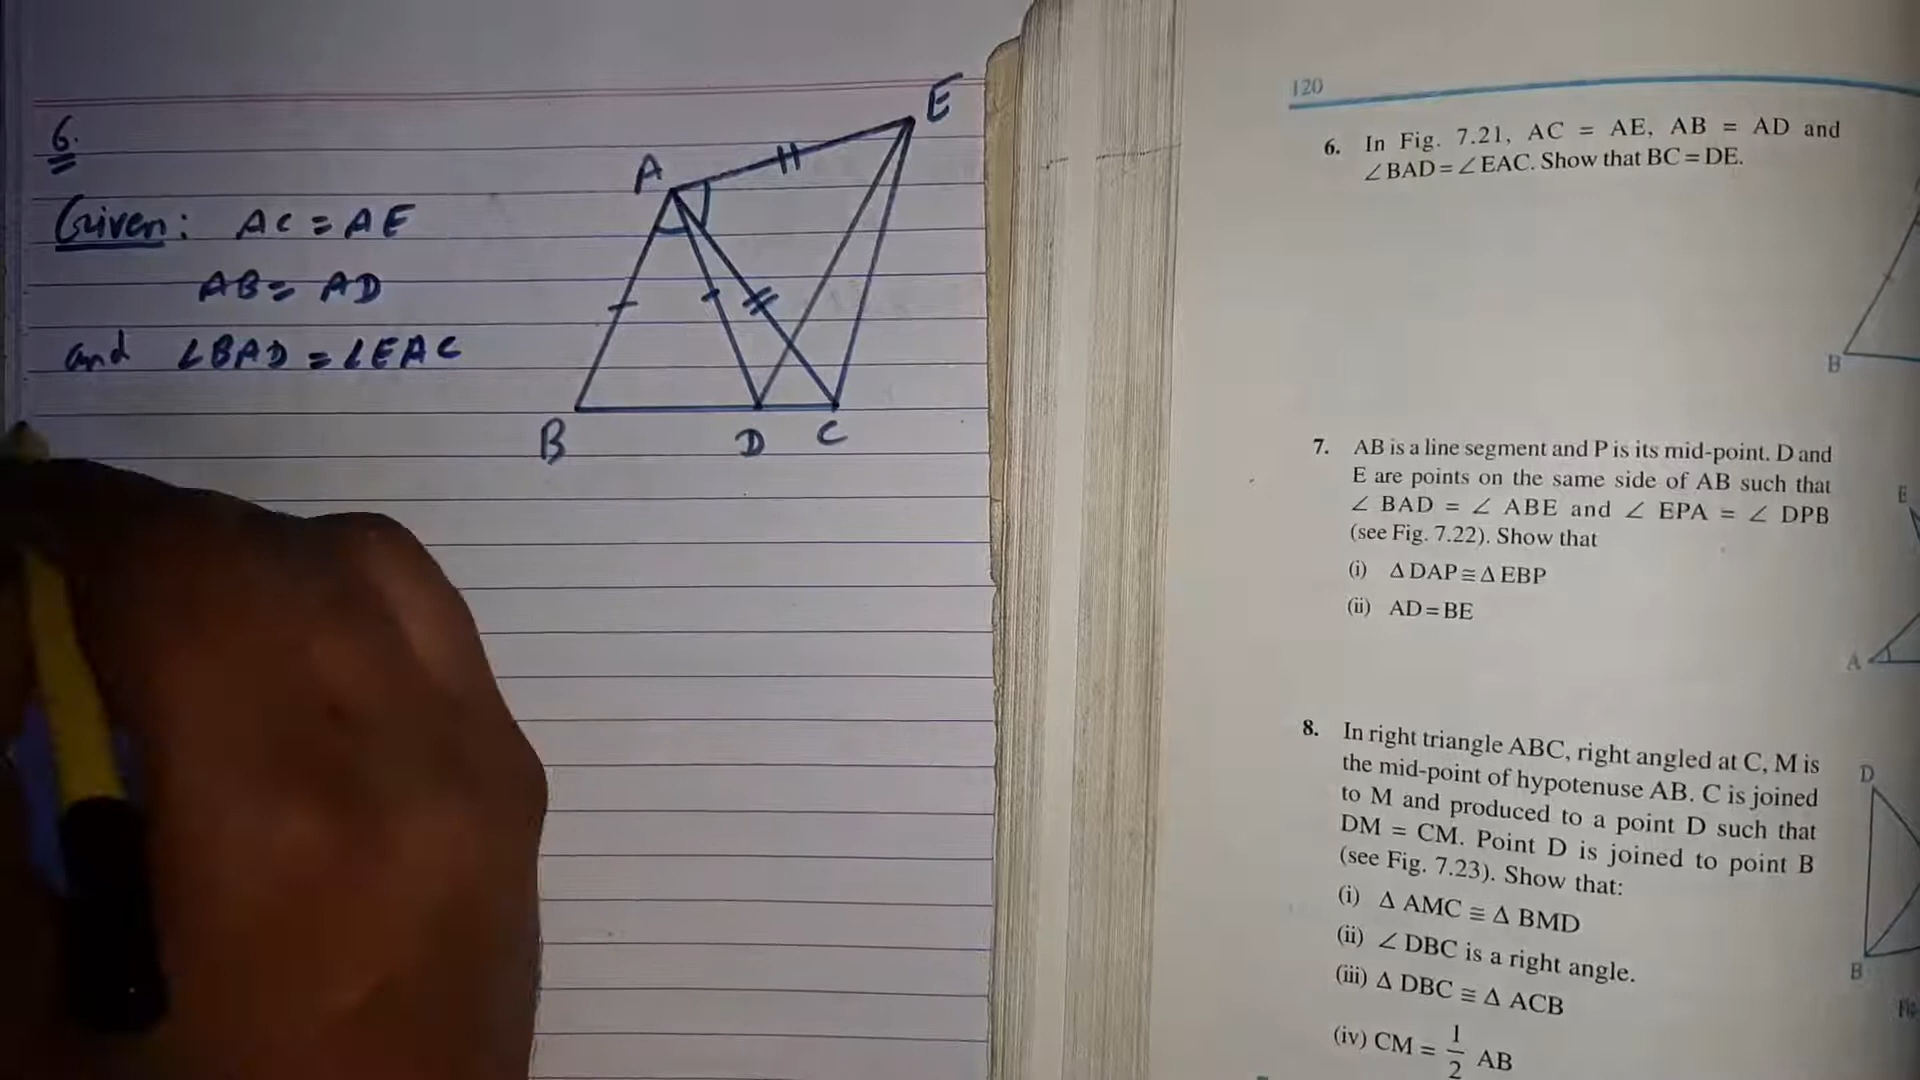 6.
Given: AC = AE
AB = AD
and ∠BAD = ∠EAC
E
A
B
D
C
120
6. In Fig. 7.21, AC = AE, AB = AD and
∠BAD = ∠EAC. Show that BC = DE.
B
7. AB is a line segment and P is its mid-point. D and
E are points on the same side of AB such that
∠ BAD = ∠ ABE and ∠ EPA = ∠ DPB
(see Fig. 7.22). Show that
(i) Δ DAP ≅ Δ EBP
(ii) AD = BE
E
A
8. In right triangle ABC, right angled at C, M is
the mid-point of hypotenuse AB. C is joined
to M and produced to a point D such that
DM = CM. Point D is joined to point B
(see Fig. 7.23). Show that:
(i) Δ AMC ≅ Δ BMD
(ii) ∠ DBC is a right angle.
(iii) Δ DBC ≅ Δ ACB
(iv) CM = 1/2 AB
D
B